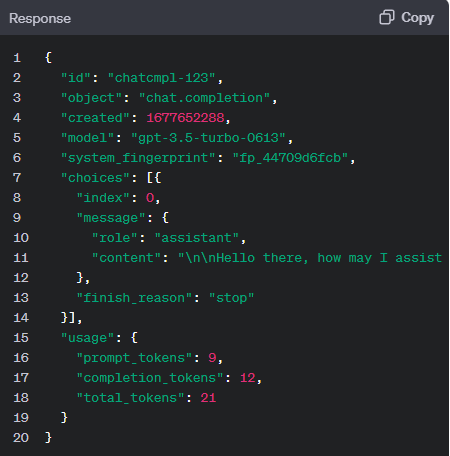 Response Copy
1 {
2 "id": "chatcmpl-123",
3 "object": "chat.completion",
4 "created": 1677652288,
5 "model": "gpt-3.5-turbo-0613",
6 "system_fingerprint": "fp_44709d6fcb",
7 "choices": [{
8 "index": 0,
9 "message": {
10 "role": "assistant",
11 "content": "\n\nHello there, how may I assist
12 },
13 "finish_reason": "stop"
14 }],
15 "usage": {
16 "prompt_tokens": 9,
17 "completion_tokens": 12,
18 "total_tokens": 21
19 }
20 }